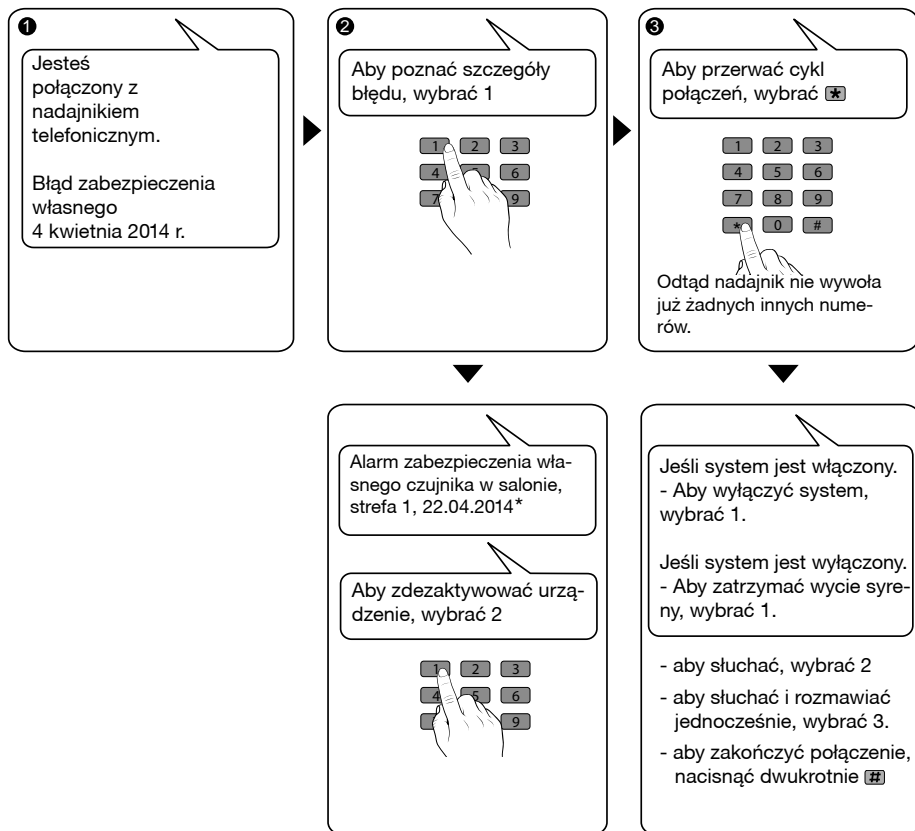 1
Jesteś
połączony z
nadajnikiem
telefonicznym.
Błąd zabezpieczenia
własnego
4 kwietnia 2014 r.
2
Aby poznać szczegóły
błędu, wybrać 1
1 2 3
4 5 6
7 9
3
Aby przerwać cykl
połączeń, wybrać *
1 2 3
4 5 6
7 8 9
* 0 #
Odtąd nadajnik nie wywoła
już żadnych innych nume-
rów.
Alarm zabezpieczenia wła-
snego czujnika w salonie,
strefa 1, 22.04.2014*
Aby zdezaktywować urzą-
dzenie, wybrać 2
1 2 3
4 5 6
9
Jeśli system jest włączony.
- Aby wyłączyć system,
wybrać 1.
Jeśli system jest wyłączony.
- Aby zatrzymać wycie syre-
ny, wybrać 1.
- aby słuchać, wybrać 2
- aby słuchać i rozmawiać
jednocześnie, wybrać 3.
- aby zakończyć połączenie,
nacisnąć dwukrotnie #